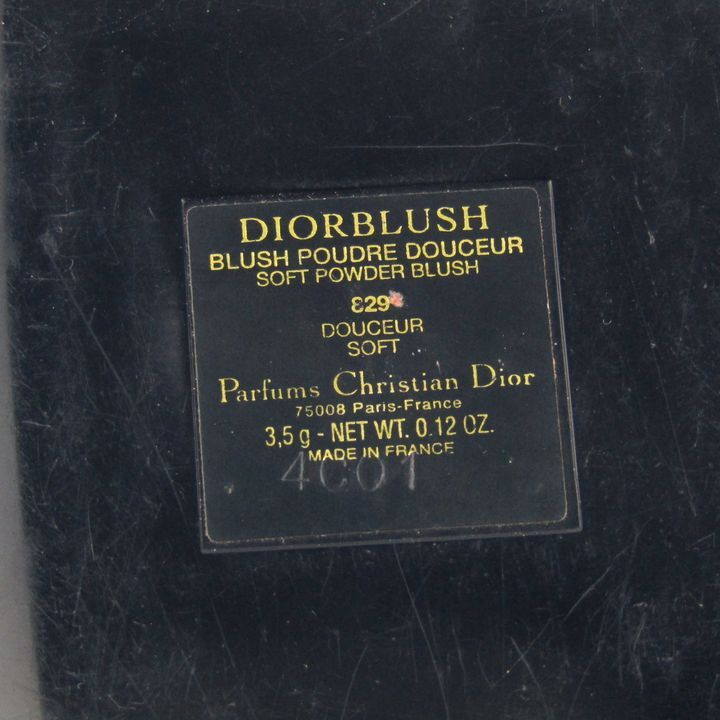 DIORBLUSH
BLUSH POUDRE DOUCEUR
SOFT POWDER BLUSH
829
DOUCEUR
SOFT
Parfums Christian Dior
75008 Paris-France
3,5 g - NET WT. 0.12 OZ.
MADE IN FRANCE
4C01